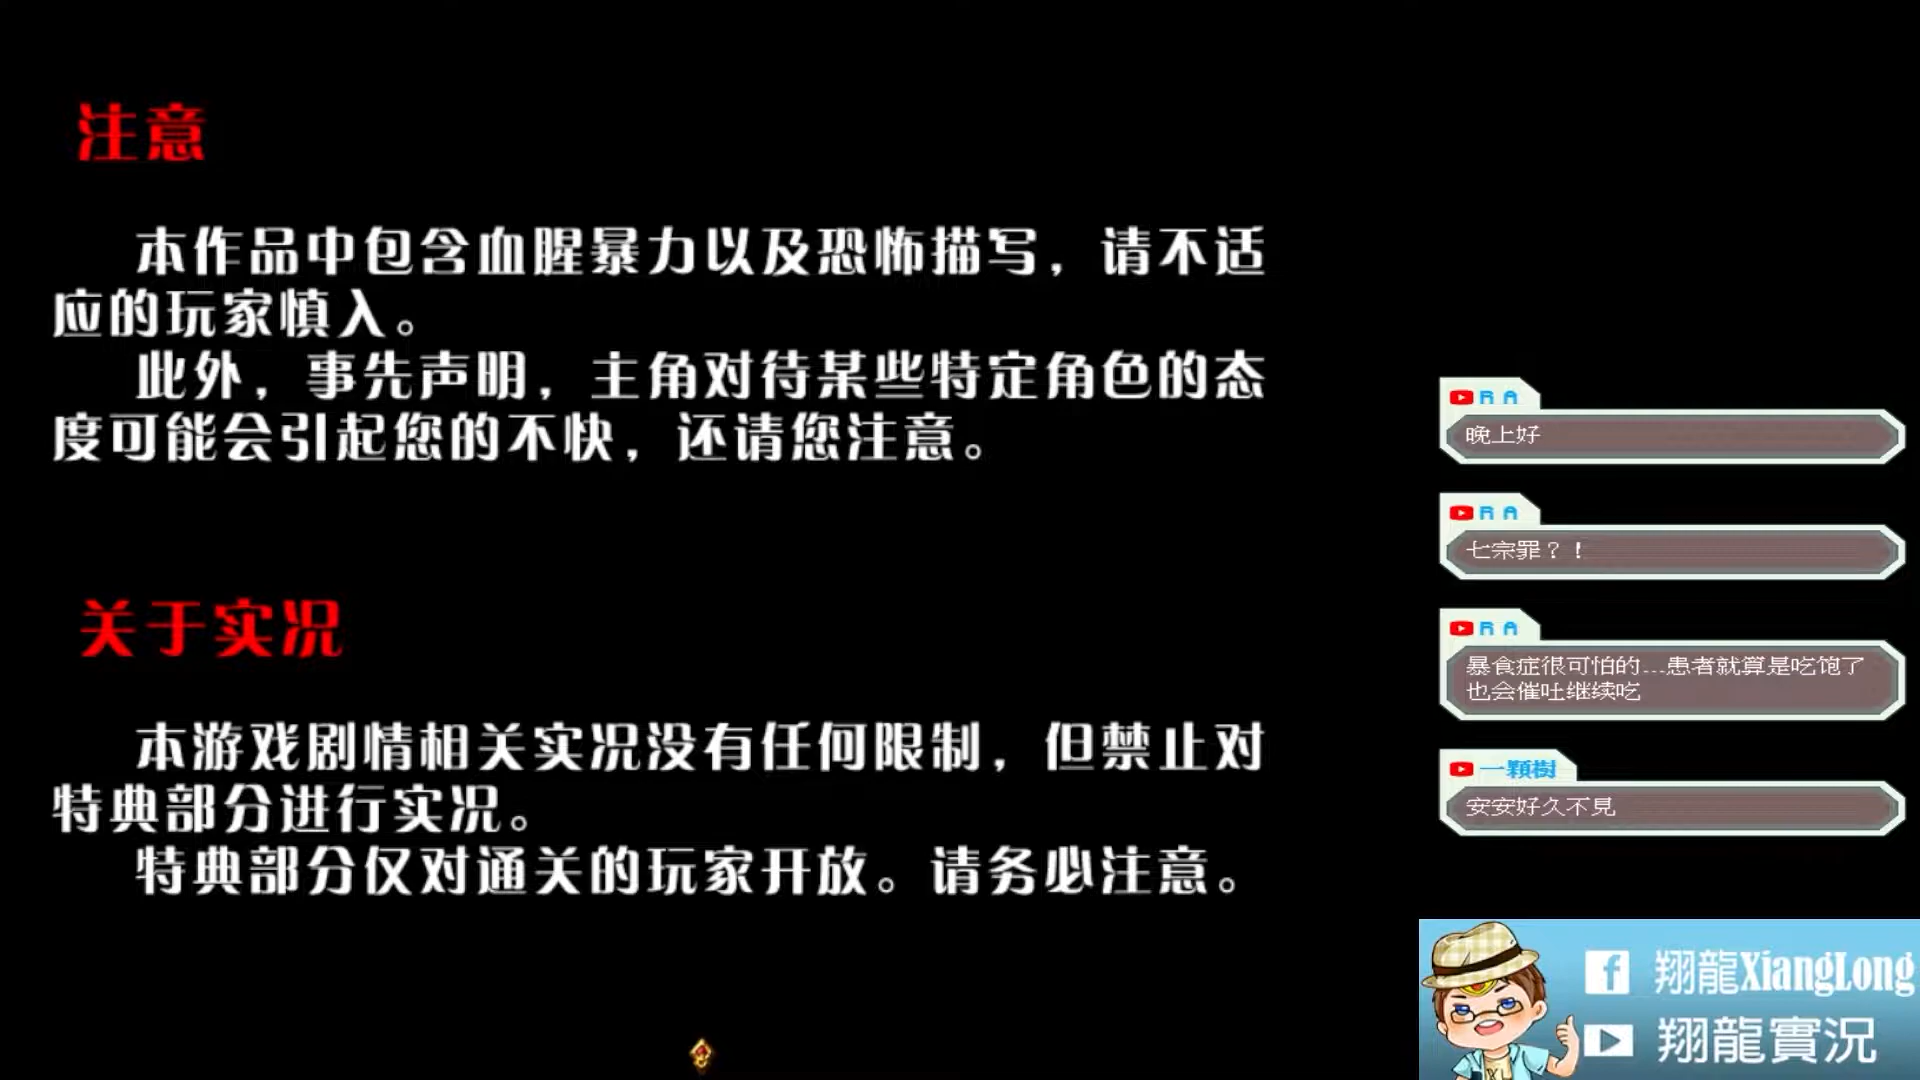 注意
本作品中包含血腥暴力以及恐怖描写，请不适
应的玩家慎入。
此外，事先声明，主角对待某些特定角色的态
度可能会引起您的不快，还请您注意。
关于实况
本游戏剧情相关实况没有任何限制，但禁止对
特典部分进行实况。
特典部分仅对通关的玩家开放。请务必注意。
R A
晚上好
R A
七宗罪？！
R A
暴食症很可怕的...患者就算是吃饱了
也会催吐继续吃
一顆樹
安安好久不見
翔龍XiangLong
翔龍實況